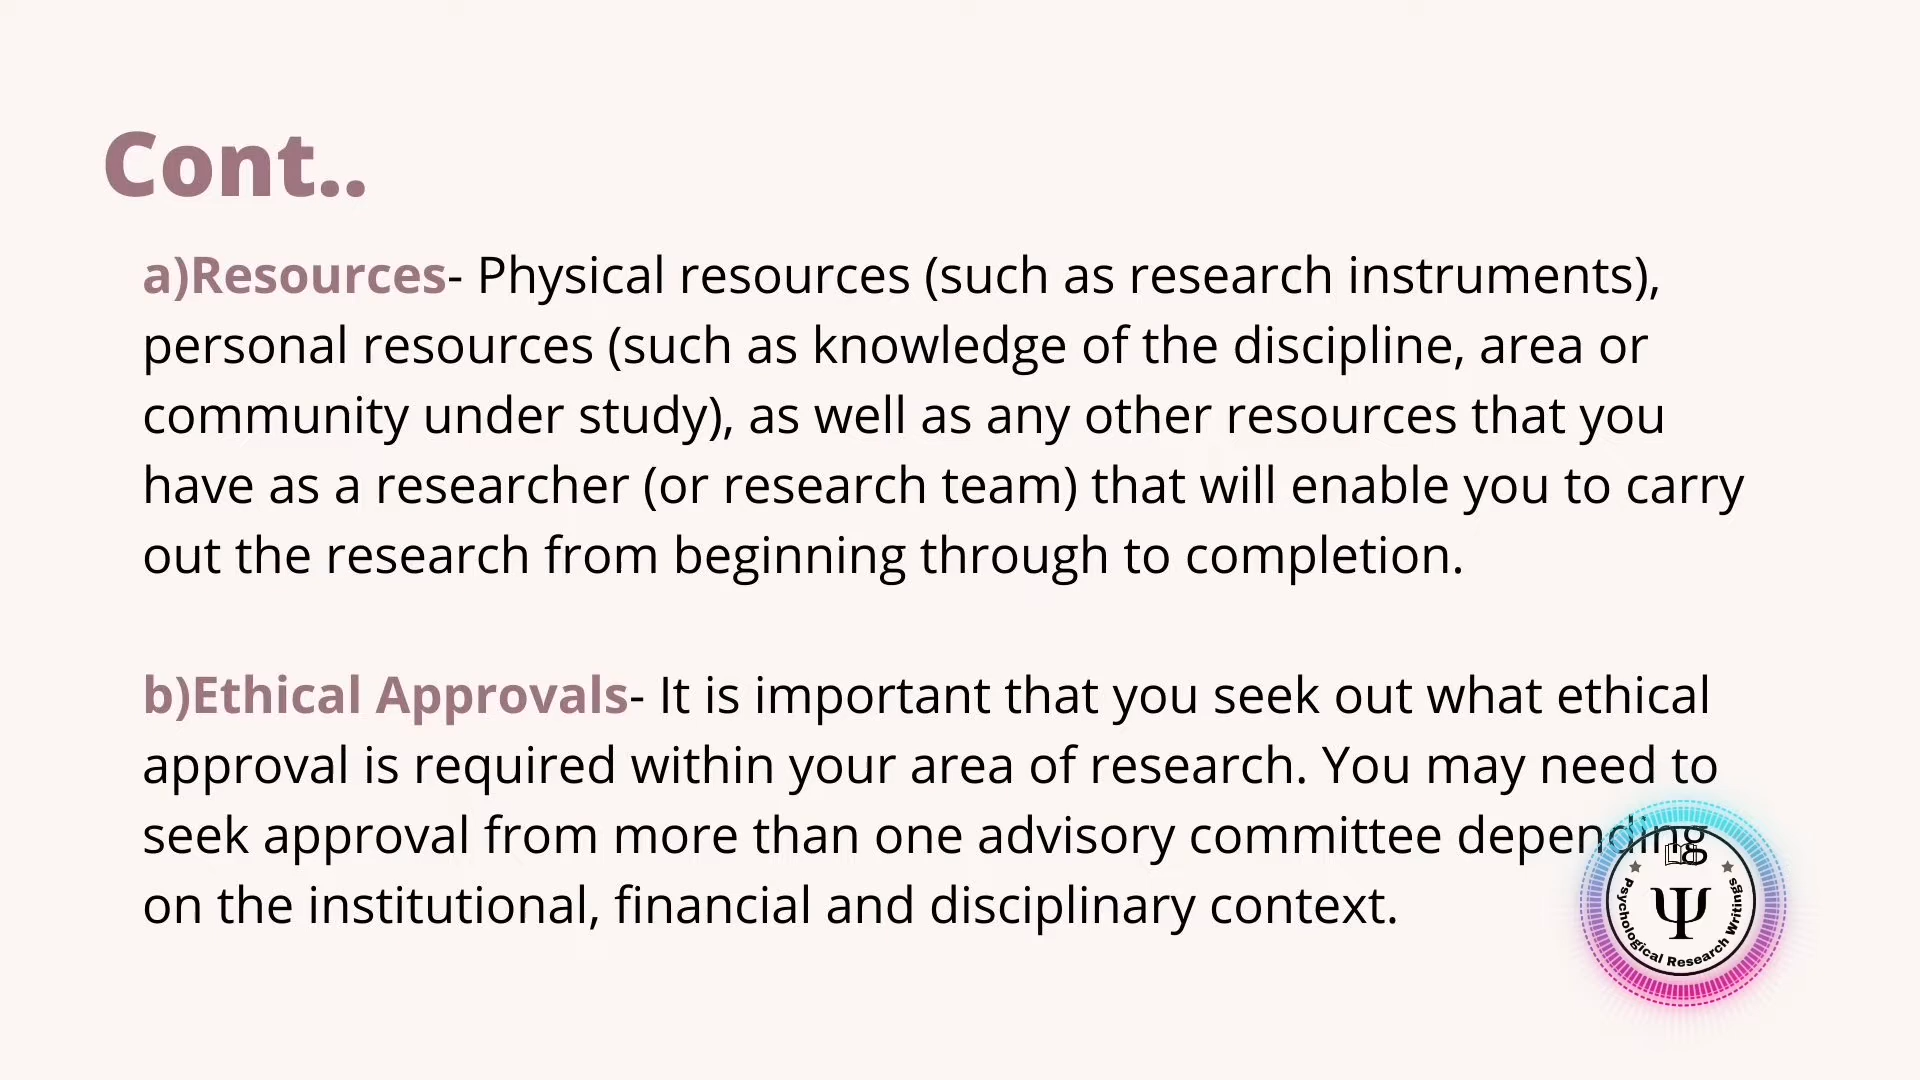 Cont..
a)Resources- Physical resources (such as research instruments),
personal resources (such as knowledge of the discipline, area or
community under study), as well as any other resources that you
have as a researcher (or research team) that will enable you to carry
out the research from beginning through to completion.
b)Ethical Approvals- It is important that you seek out what ethical
approval is required within your area of research. You may need to
seek approval from more than one advisory committee depending
on the institutional, financial and disciplinary context.
Ψ
Psychological Research Writings